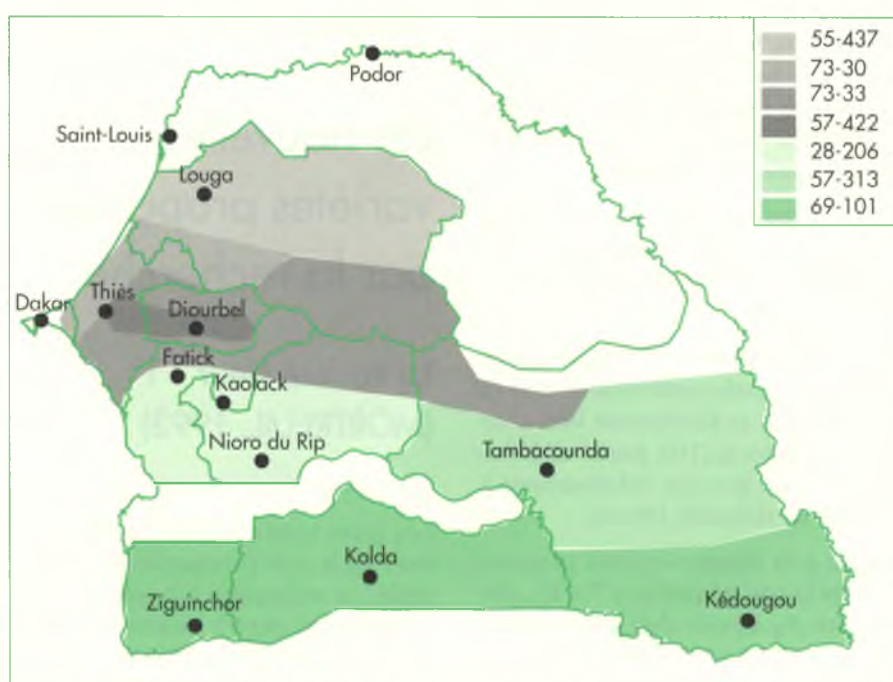 55-437
73-30
73-33
57-422
28-206
57-313
69-101
Podor
Saint-Louis
Louga
Dakar
Thiès
Diourbel
Fatick
Kaolack
Nioro du Rip
Tambacounda
Kolda
Ziguinchor
Kédougou